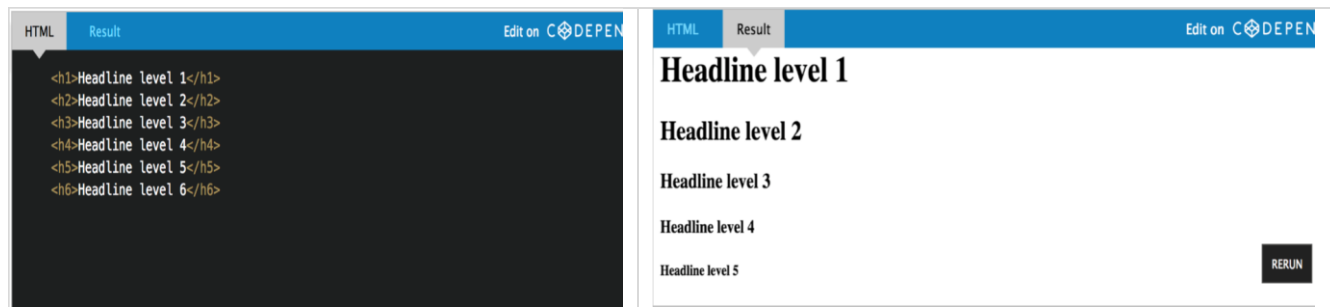 HTML Result Edit on CODEPEN
<h1>Headline level 1</h1>
<h2>Headline level 2</h2>
<h3>Headline level 3</h3>
<h4>Headline level 4</h4>
<h5>Headline level 5</h5>
<h6>Headline level 6</h6>
HTML Result Edit on CODEPEN
Headline level 1
Headline level 2
Headline level 3
Headline level 4
Headline level 5
RERUN